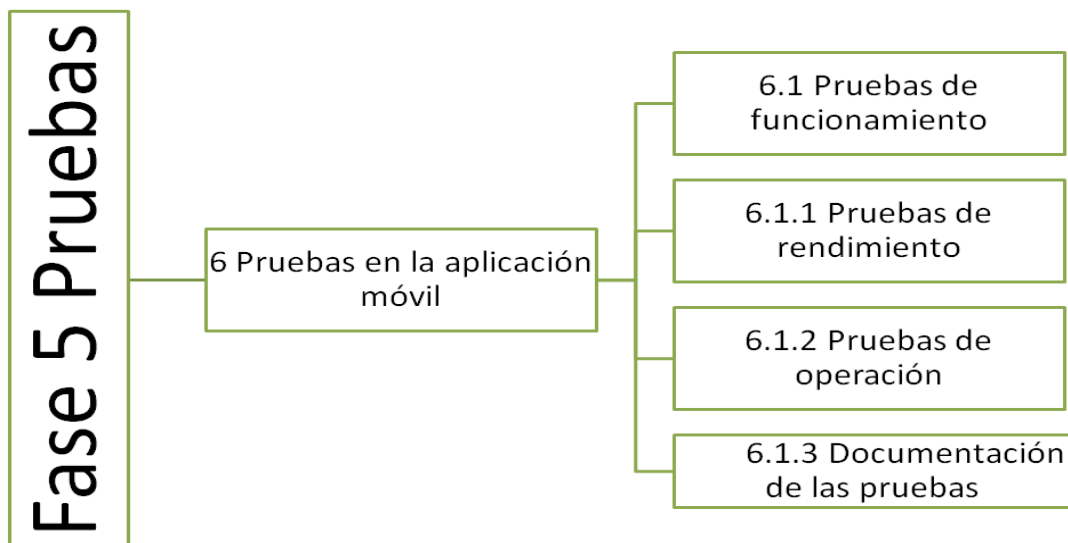 Fase 5 Pruebas
6 Pruebas en la aplicación
móvil
6.1 Pruebas de
funcionamiento
6.1.1 Pruebas de
rendimiento
6.1.2 Pruebas de
operación
6.1.3 Documentación
de las pruebas